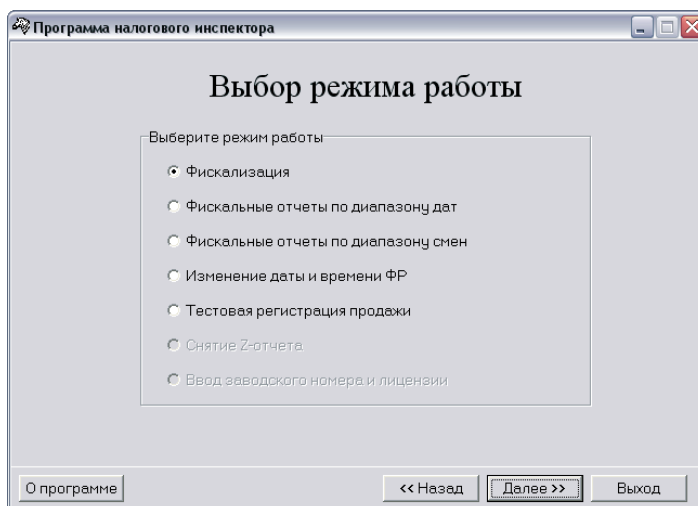 Программа налогового инспектора
Выбор режима работы
Выберите режим работы
Фискализация
Фискальные отчеты по диапазону дат
Фискальные отчеты по диапазону смен
Изменение даты и времени ФР
Тестовая регистрация продажи
Снятие Z-отчета
Ввод заводского номера и лицензии
О программе
<< Назад
Далее >>
Выход